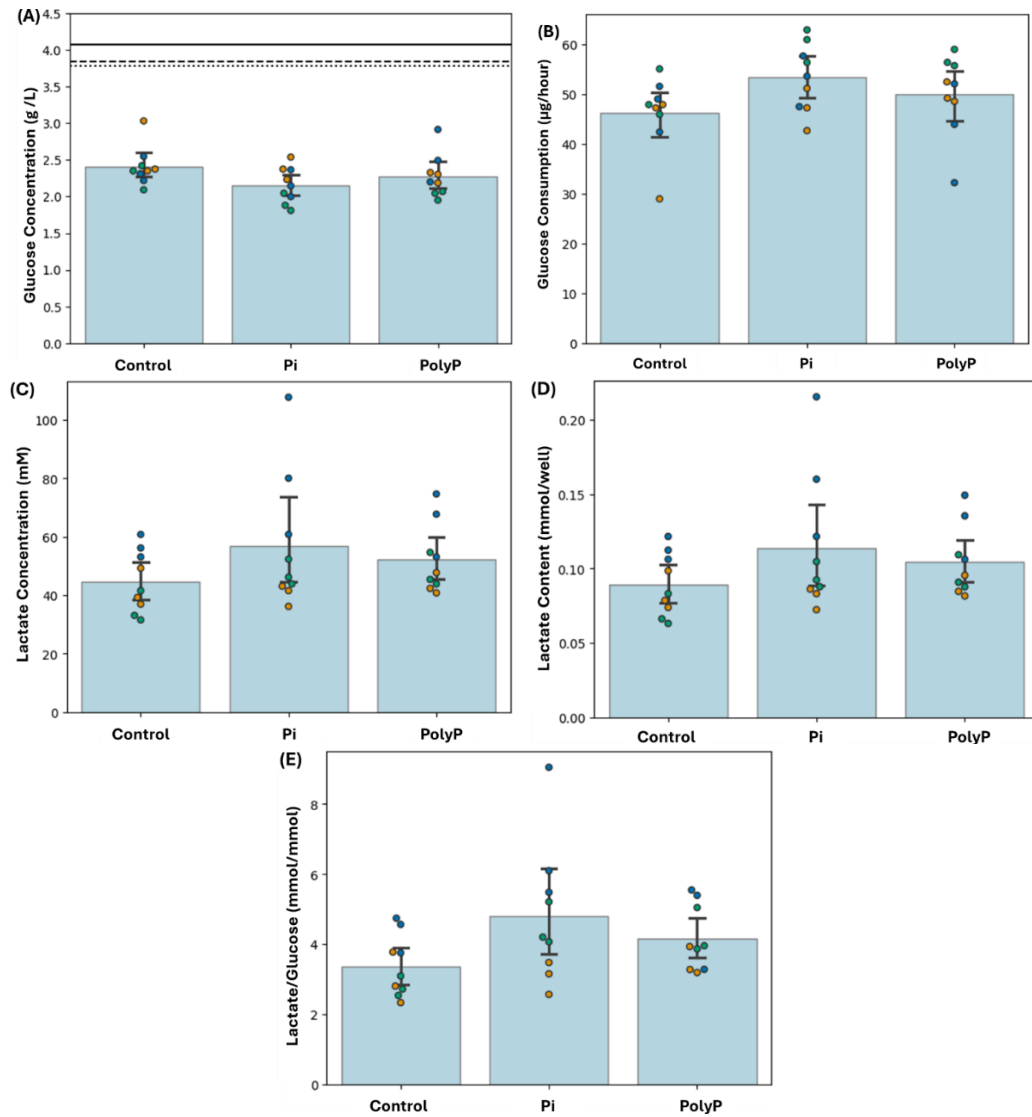 (A)
Glucose Concentration (g /L)
4.5
4.0
3.5
3.0
2.5
2.0
1.5
1.0
0.5
0.0
Control Pi PolyP
(B)
Glucose Consumption (µg/hour)
60
50
40
30
20
10
0
Control Pi PolyP
(C)
Lactate Concentration (mM)
100
80
60
40
20
0
Control Pi PolyP
(D)
Lactate Content (mmol/well)
0.20
0.15
0.10
0.05
0.00
Control Pi PolyP
(E)
Lactate/Glucose (mmol/mmol)
8
6
4
2
0
Control Pi PolyP